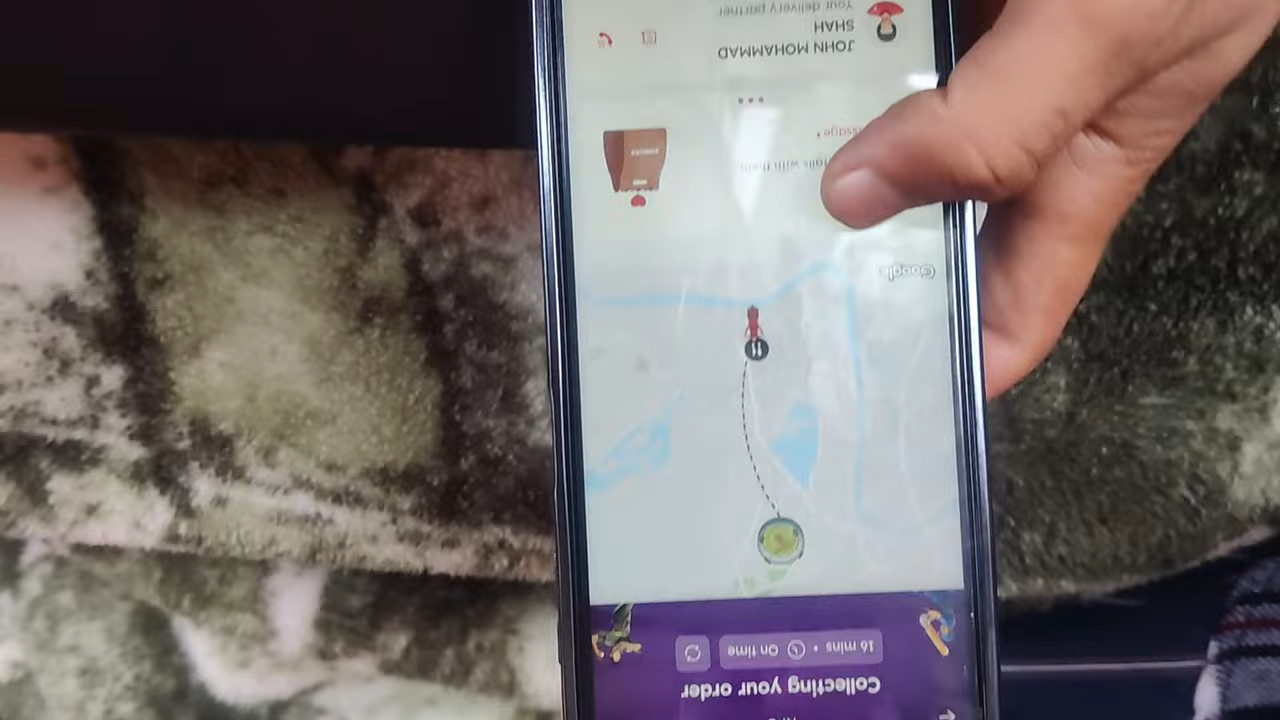 Collecting your order
16 mins • On time
Google
JOHN MOHAMMAD
SHAH
Your delivery partner